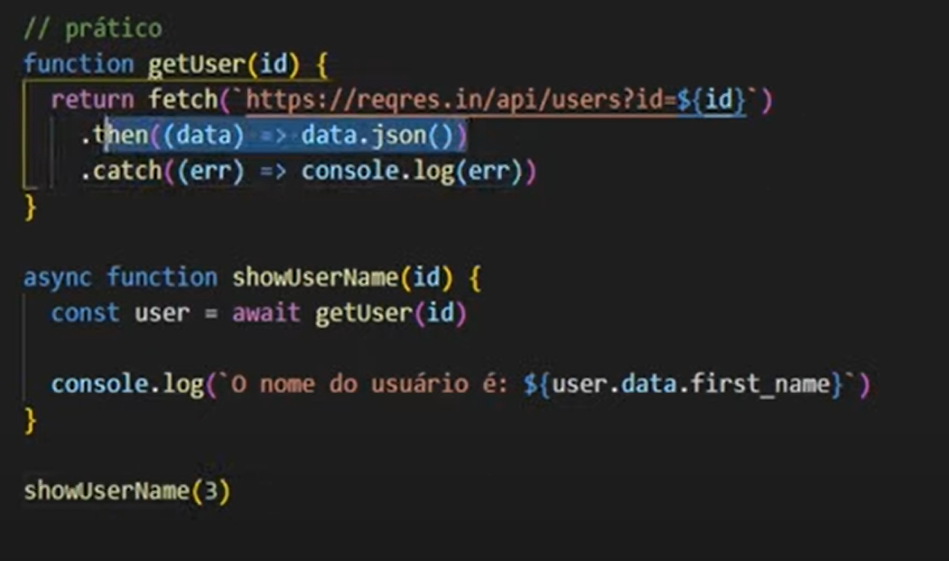 // prático
function getUser(id) {
return fetch(`https://reqres.in/api/users?id=${id}`)
.then((data) => data.json())
.catch((err) => console.log(err))
}
async function showUserName(id) {
const user = await getUser(id)
console.log(`O nome do usuário é: ${user.data.first_name}`)
}
showUserName(3)